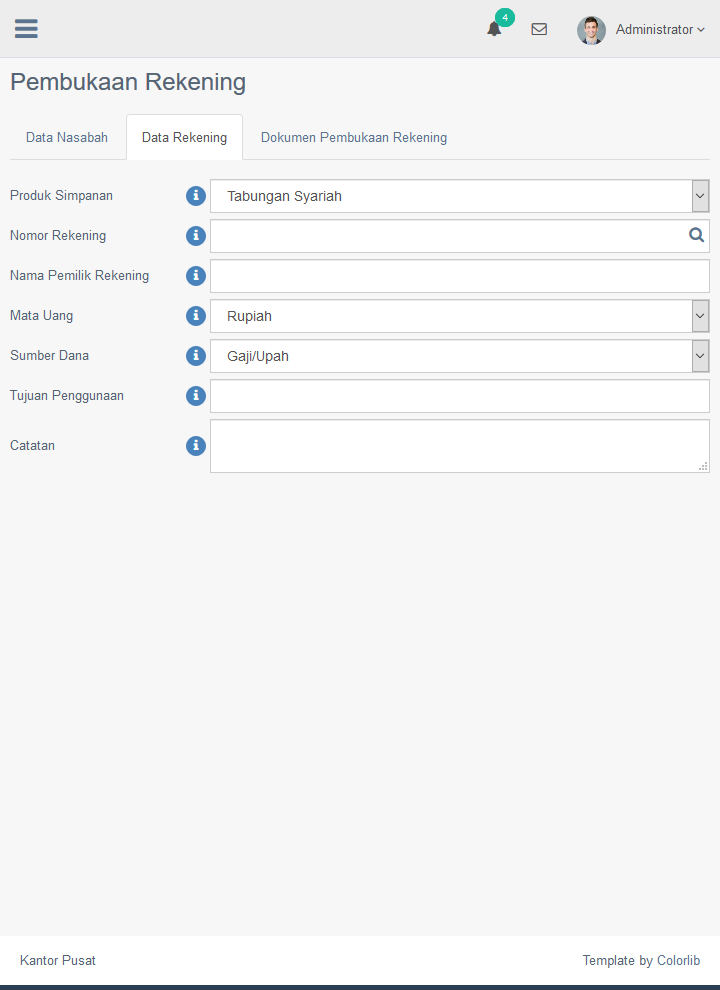 4
Administrator
Pembukaan Rekening
Data Nasabah Data Rekening Dokumen Pembukaan Rekening
Produk Simpanan Tabungan Syariah
Nomor Rekening
Nama Pemilik Rekening
Mata Uang Rupiah
Sumber Dana Gaji/Upah
Tujuan Penggunaan
Catatan
Kantor Pusat Template by Colorlib